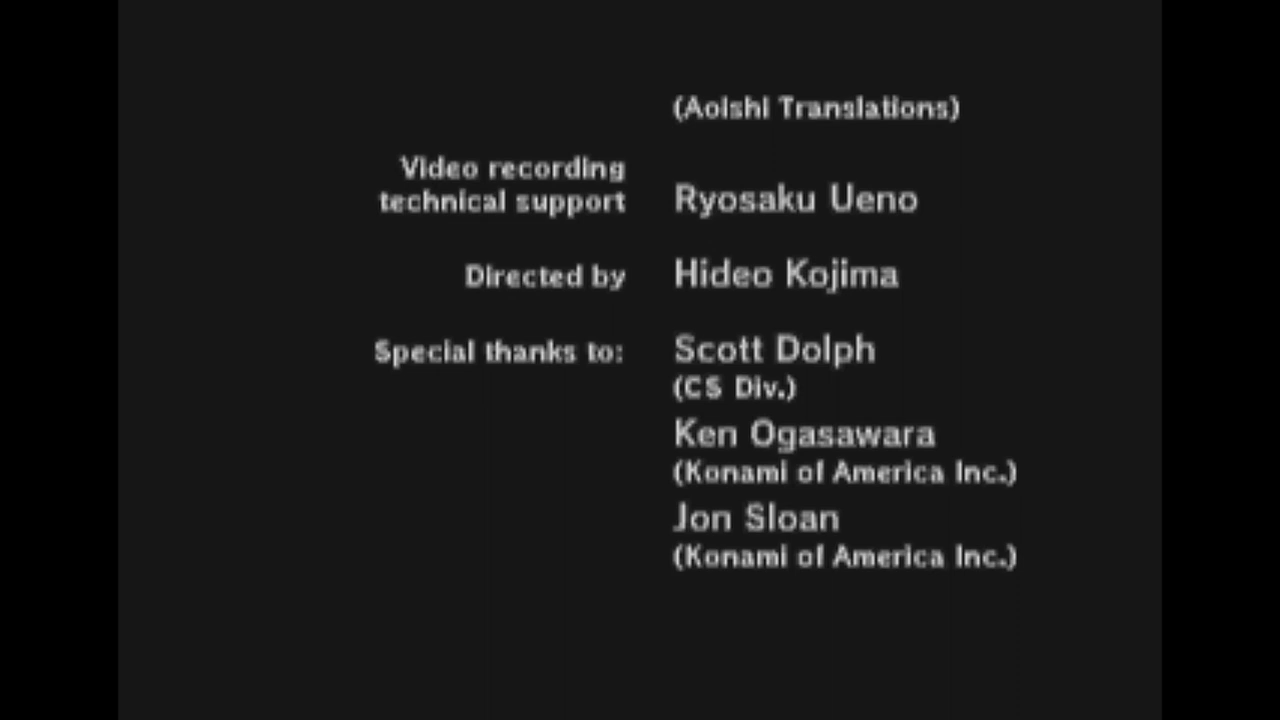 (Aoishi Translations)
Video recording
technical support
Ryosaku Ueno
Directed by
Hideo Kojima
Special thanks to:
Scott Dolph
(CS Div.)
Ken Ogasawara
(Konami of America Inc.)
Jon Sloan
(Konami of America Inc.)